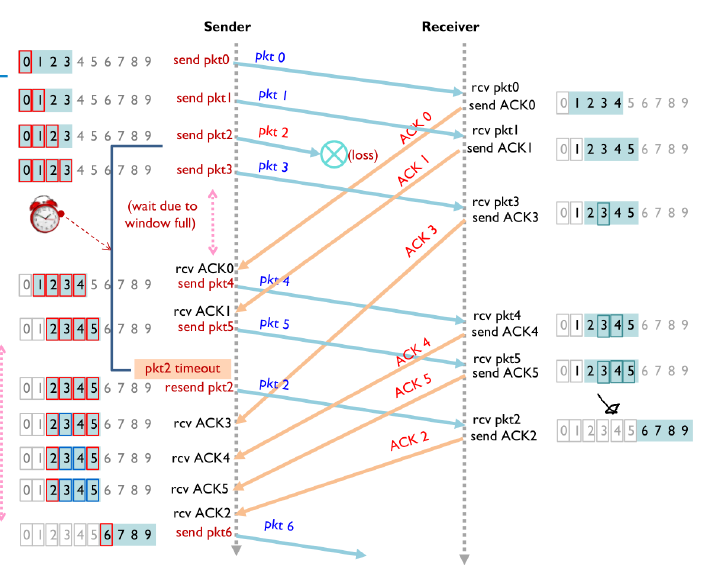 Sender Receiver
0 1 2 3 4 5 6 7 8 9 send pkt0 pkt 0
rcv pkt0
send ACK0 0 1 2 3 4 5 6 7 8 9
0 1 2 3 4 5 6 7 8 9 send pkt1 pkt 1
ACK 0
0 1 2 3 4 5 6 7 8 9 send pkt2 pkt 2 (loss)
rcv pkt1
send ACK1 0 1 2 3 4 5 6 7 8 9
ACK 1
0 1 2 3 4 5 6 7 8 9 send pkt3 pkt 3
(wait due to
window full)
rcv pkt3
send ACK3 0 1 2 3 4 5 6 7 8 9
ACK 3
rcv ACK0
0 1 2 3 4 5 6 7 8 9 send pkt4 pkt 4
rcv ACK1
0 1 2 3 4 5 6 7 8 9 send pkt5 pkt 5
rcv pkt4
send ACK4 0 1 2 3 4 5 6 7 8 9
ACK 4
pkt2 timeout
rcv pkt5
send ACK5 0 1 2 3 4 5 6 7 8 9
ACK 5
0 1 2 3 4 5 6 7 8 9 resend pkt2 pkt 2
0 1 2 3 4 5 6 7 8 9 rcv ACK3
rcv pkt2
send ACK2 0 1 2 3 4 5 6 7 8 9
ACK 2
0 1 2 3 4 5 6 7 8 9 rcv ACK4
0 1 2 3 4 5 6 7 8 9 rcv ACK5
rcv ACK2
0 1 2 3 4 5 6 7 8 9 send pkt6 pkt 6